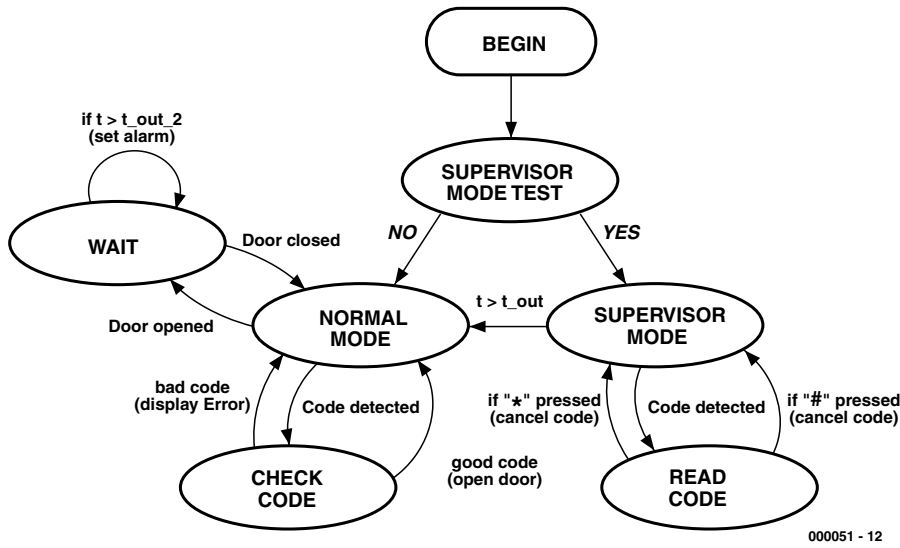 BEGIN
if t > t_out_2
(set alarm)
SUPERVISOR
MODE TEST
NO
YES
WAIT
Door closed
Door opened
NORMAL
MODE
t > t_out
SUPERVISOR
MODE
bad code
(display Error)
Code detected
if "*" pressed
(cancel code)
Code detected
if "#" pressed
(cancel code)
good code
(open door)
CHECK
CODE
READ
CODE
000051 - 12